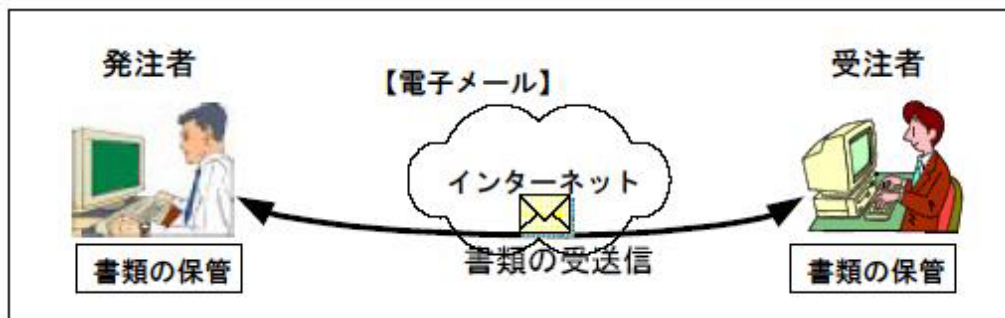 発注者
受注者
【電子メール】
インターネット
書類の受送信
書類の保管
書類の保管